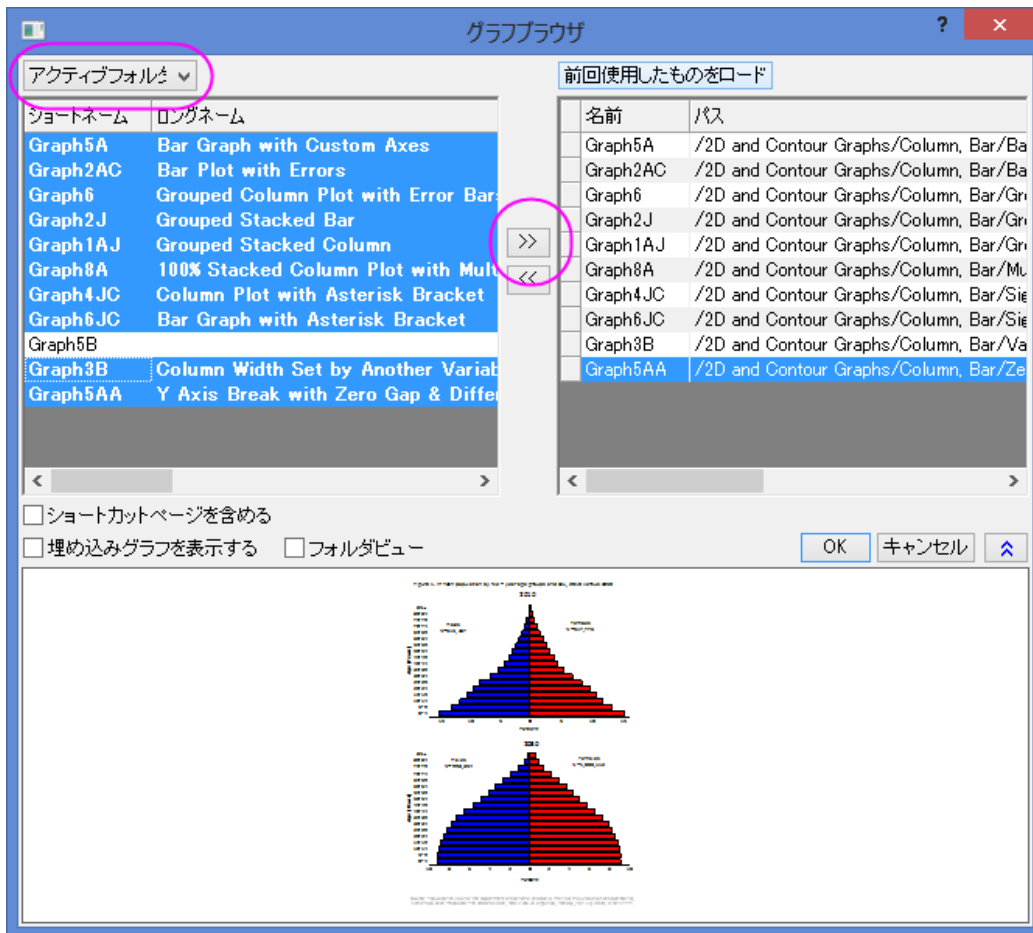 グラフブラウザ
?
×
アクティブフォルダ
前回使用したものをロード
ショートネーム ロングネーム
Graph5A Bar Graph with Custom Axes
Graph2AC Bar Plot with Errors
Graph6 Grouped Column Plot with Error Bar
Graph2J Grouped Stacked Bar
Graph1AJ Grouped Stacked Column
Graph8A 100% Stacked Column Plot with Mult
Graph4JC Column Plot with Asterisk Bracket
Graph6JC Bar Graph with Asterisk Bracket
Graph5B
Graph3B Column Width Set by Another Variab
Graph5AA Y Axis Break with Zero Gap & Differ
>>
<<
名前 パス
Graph5A /2D and Contour Graphs/Column, Bar/Ba
Graph2AC /2D and Contour Graphs/Column, Bar/Ba
Graph6 /2D and Contour Graphs/Column, Bar/Gr
Graph2J /2D and Contour Graphs/Column, Bar/Gr
Graph1AJ /2D and Contour Graphs/Column, Bar/Gr
Graph8A /2D and Contour Graphs/Column, Bar/Mu
Graph4JC /2D and Contour Graphs/Column, Bar/Sig
Graph6JC /2D and Contour Graphs/Column, Bar/Sig
Graph3B /2D and Contour Graphs/Column, Bar/Va
Graph5AA /2D and Contour Graphs/Column, Bar/Ze
ショートカットページを含める
埋め込みグラフを表示する フォルダビュー
OK キャンセル